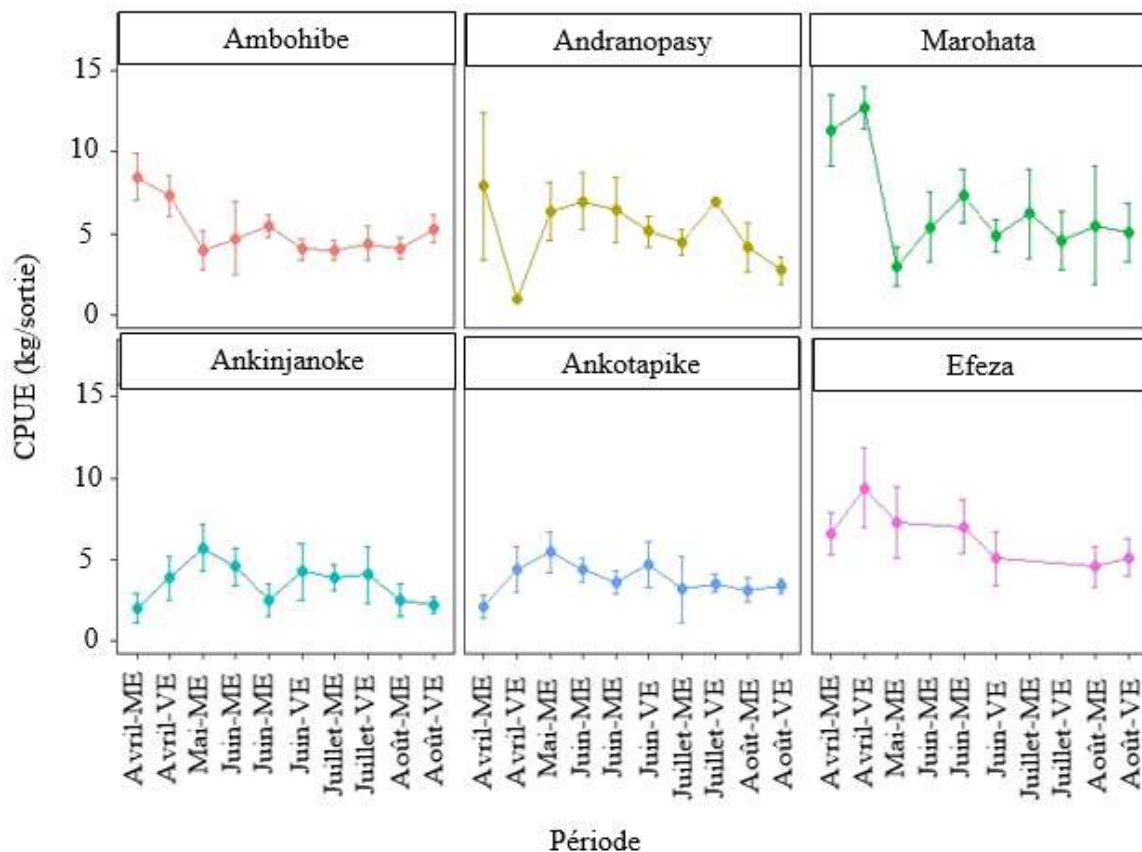 Ambohibe
Andranopasy
Marohata
15
10
5
0
Ankinjanoke
Ankotapike
Efeza
15
10
5
0
CPUE (kg/sortie)
Avril-ME
Avril-VE
Mai-ME
Juin-ME
Juin-ME
Juin-VE
Juillet-ME
Juillet-VE
Août-ME
Août-VE
Avril-ME
Avril-VE
Mai-ME
Juin-ME
Juin-ME
Juin-VE
Juillet-ME
Juillet-VE
Août-ME
Août-VE
Avril-ME
Avril-VE
Mai-ME
Juin-ME
Juin-ME
Juin-VE
Juillet-ME
Juillet-VE
Août-ME
Août-VE
Période